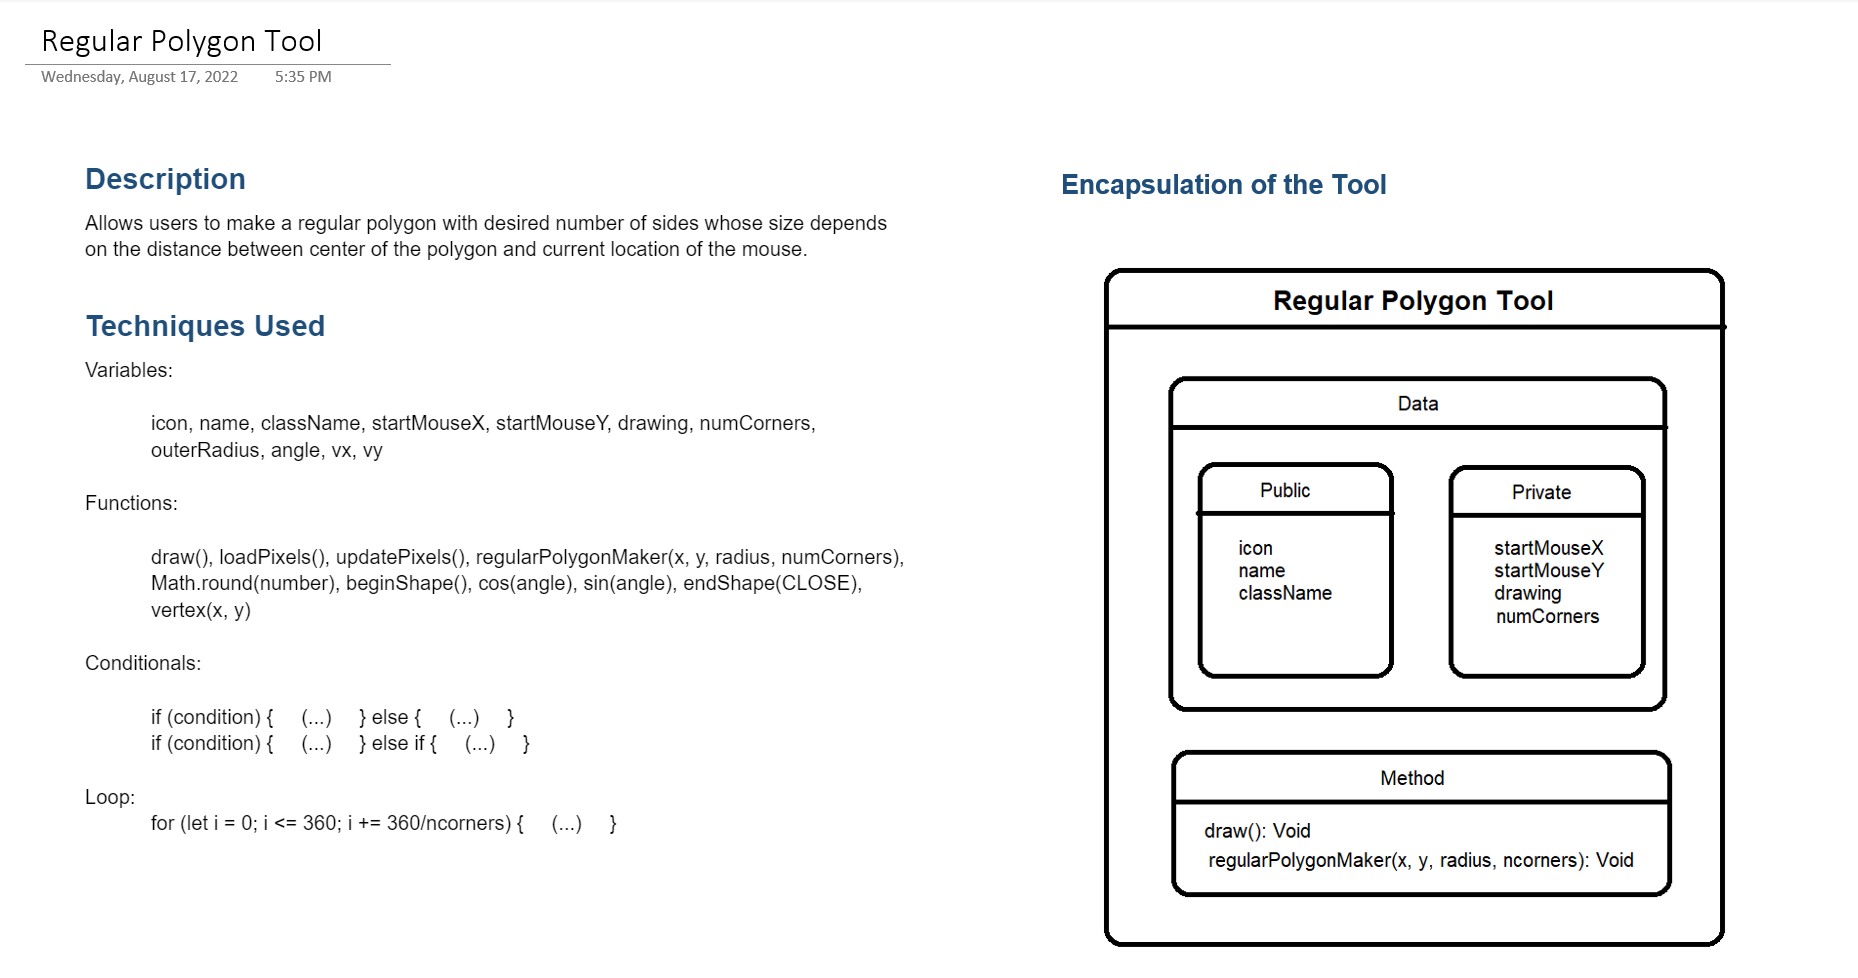 Regular Polygon Tool
Wednesday, August 17, 2022 5:35 PM
Description
Allows users to make a regular polygon with desired number of sides whose size depends
on the distance between center of the polygon and current location of the mouse.
Techniques Used
Variables:
icon, name, className, startMouseX, startMouseY, drawing, numCorners,
outerRadius, angle, vx, vy
Functions:
draw(), loadPixels(), updatePixels(), regularPolygonMaker(x, y, radius, numCorners),
Math.round(number), beginShape(), cos(angle), sin(angle), endShape(CLOSE),
vertex(x, y)
Conditionals:
if (condition) { (...) } else { (...) }
if (condition) { (...) } else if { (...) }
Loop:
for (let i = 0; i <= 360; i += 360/ncorners) { (...) }
Encapsulation of the Tool
Regular Polygon Tool
Data
Public
icon
name
className
Private
startMouseX
startMouseY
drawing
numCorners
Method
draw(): Void
regularPolygonMaker(x, y, radius, ncorners): Void